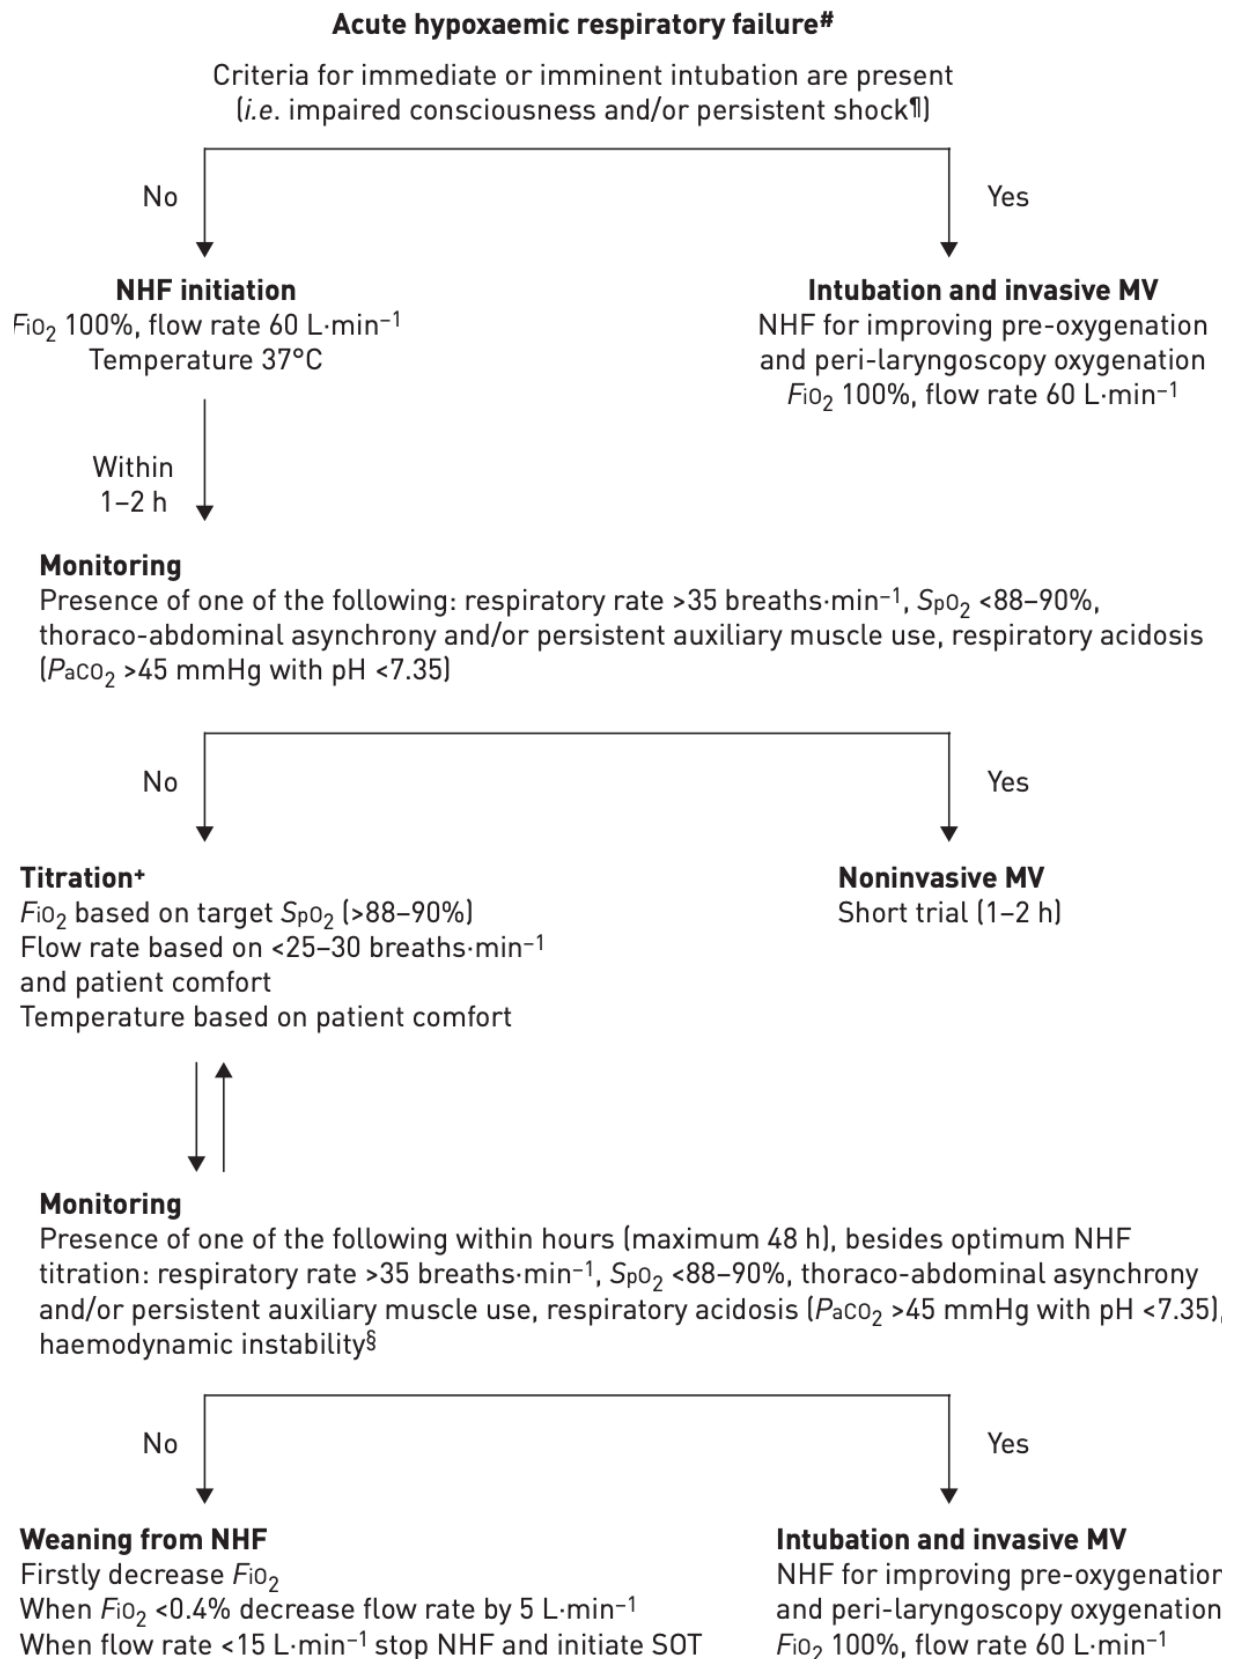 Acute hypoxaemic respiratory failure#
Criteria for immediate or imminent intubation are present
(i.e. impaired consciousness and/or persistent shock¶)
No
Yes
NHF initiation
FiO₂ 100%, flow rate 60 L·min⁻¹
Temperature 37°C
Intubation and invasive MV
NHF for improving pre-oxygenation
and peri-laryngoscopy oxygenation
FiO₂ 100%, flow rate 60 L·min⁻¹
Within
1–2 h
Monitoring
Presence of one of the following: respiratory rate >35 breaths·min⁻¹, SpO₂ <88–90%,
thoraco-abdominal asynchrony and/or persistent auxiliary muscle use, respiratory acidosis
(PaCO₂ >45 mmHg with pH <7.35)
No
Yes
Titration⁺
FiO₂ based on target SpO₂ (>88–90%)
Flow rate based on <25–30 breaths·min⁻¹
and patient comfort
Temperature based on patient comfort
Noninvasive MV
Short trial (1–2 h)
Monitoring
Presence of one of the following within hours (maximum 48 h), besides optimum NHF
titration: respiratory rate >35 breaths·min⁻¹, SpO₂ <88–90%, thoraco-abdominal asynchrony
and/or persistent auxiliary muscle use, respiratory acidosis (PaCO₂ >45 mmHg with pH <7.35),
haemodynamic instability§
No
Yes
Weaning from NHF
Firstly decrease FiO₂
When FiO₂ <0.4% decrease flow rate by 5 L·min⁻¹
When flow rate <15 L·min⁻¹ stop NHF and initiate SOT
Intubation and invasive MV
NHF for improving pre-oxygenation
and peri-laryngoscopy oxygenation
FiO₂ 100%, flow rate 60 L·min⁻¹